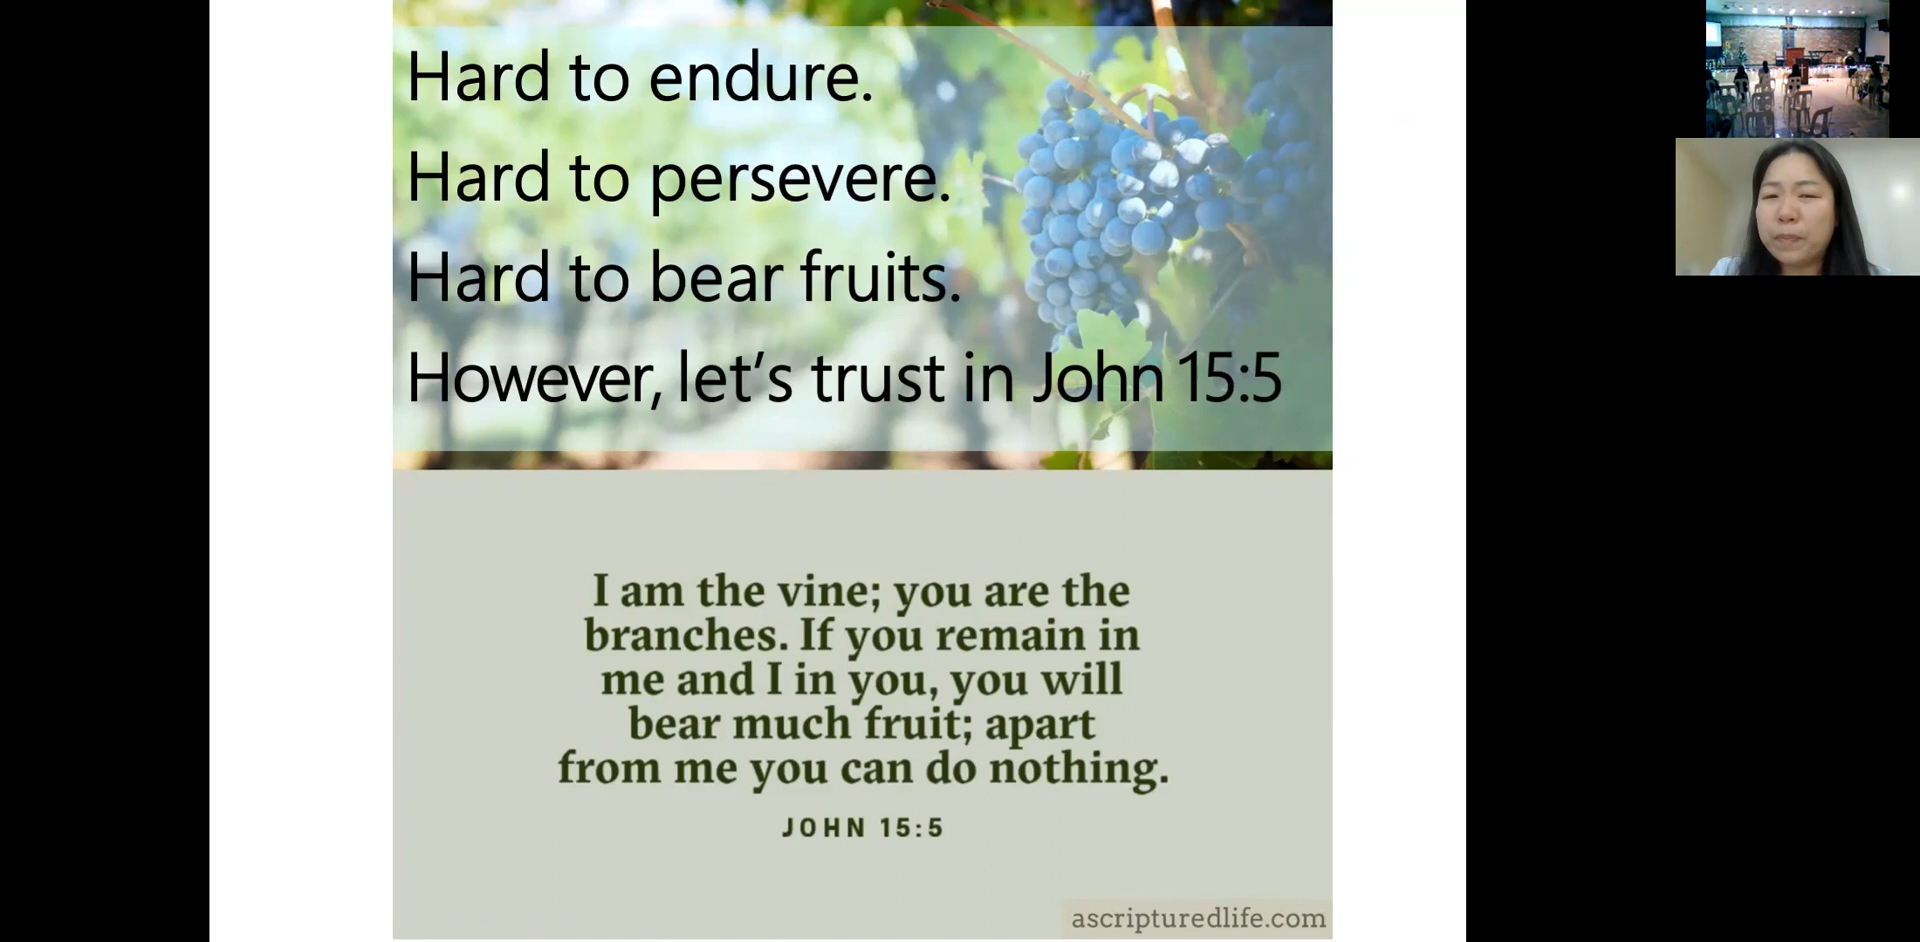 Hard to endure.
Hard to persevere.
Hard to bear fruits.
However, let’s trust in John 15:5
I am the vine; you are the
branches. If you remain in
me and I in you, you will
bear much fruit; apart
from me you can do nothing.
JOHN 15:5
ascripturedlife.com